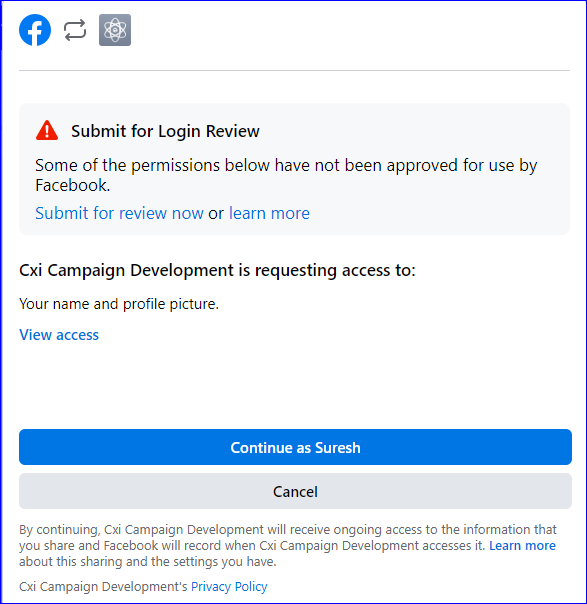 Submit for Login Review
Some of the permissions below have not been approved for use by
Facebook.
Submit for review now or learn more
Cxi Campaign Development is requesting access to:
Your name and profile picture.
View access
Continue as Suresh
Cancel
By continuing, Cxi Campaign Development will receive ongoing access to the information that
you share and Facebook will record when Cxi Campaign Development accesses it. Learn more
about this sharing and the settings you have.
Cxi Campaign Development's Privacy Policy